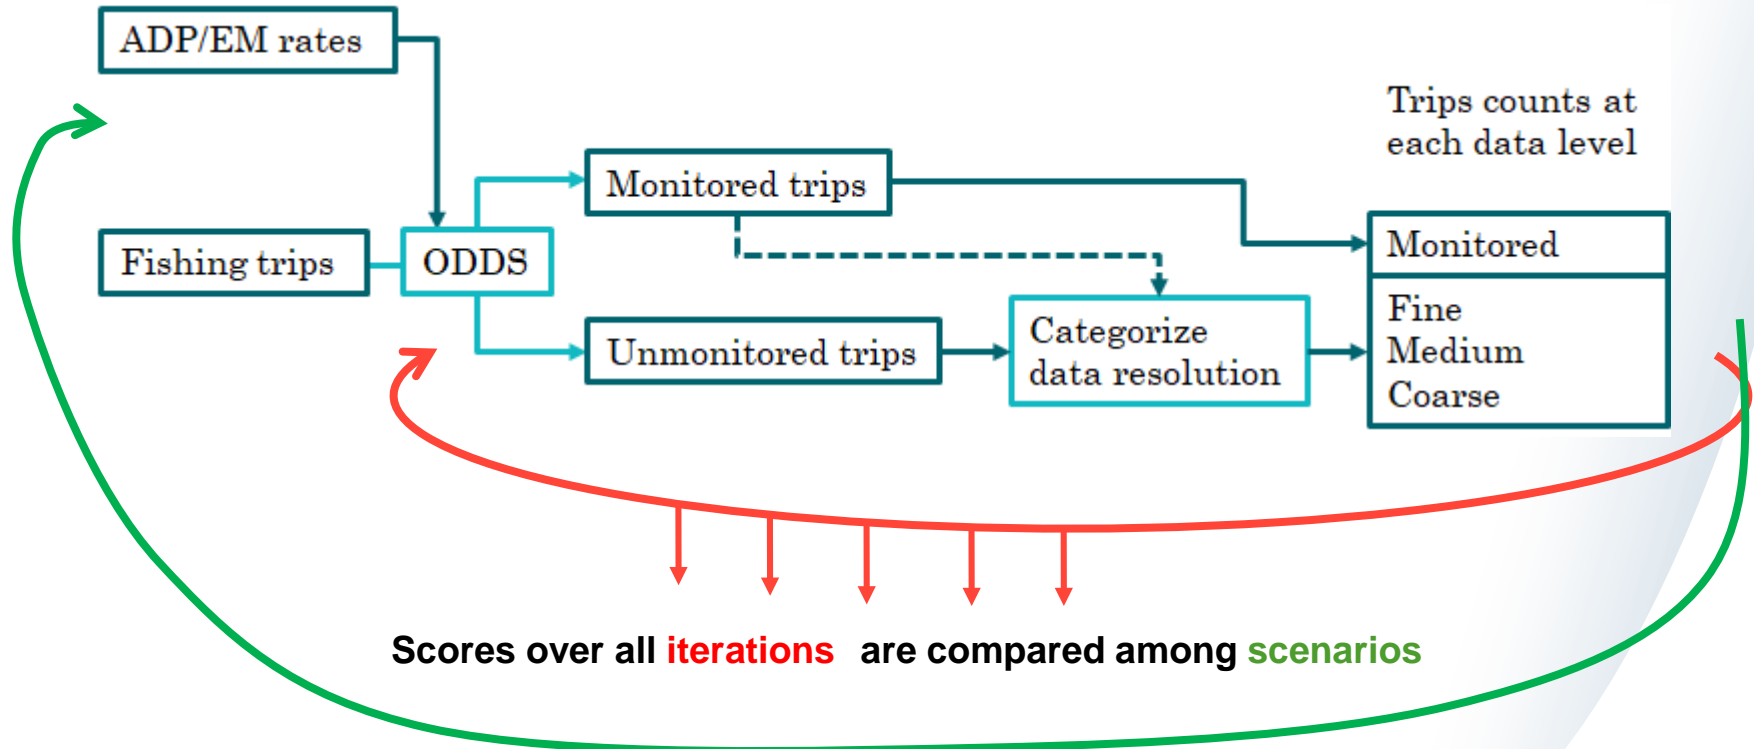 ADP/EM rates
Trips counts at
each data level
Monitored trips
Fishing trips
ODDS
Monitored
Unmonitored trips
Categorize
data resolution
Fine
Medium
Coarse
Scores over all iterations are compared among scenarios